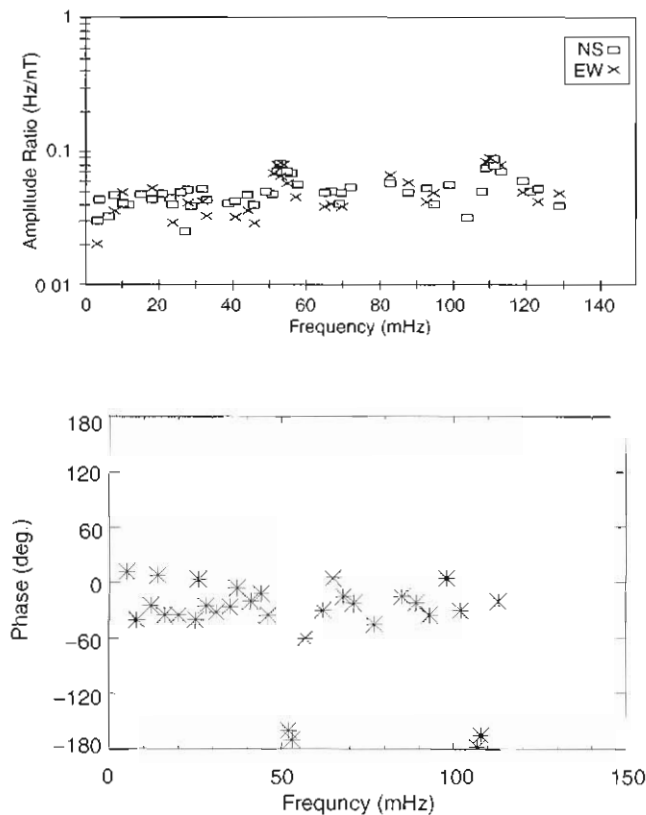 1
NS
EW
Amplitude Ratio (Hz/nT)
0.1
0 01
0 20 40 60 80 100 120 140
Frequency (mHz)
180
120
60
0
−60
−120
−180
Phase (deg.)
0 50 100 150
Frequncy (mHz)